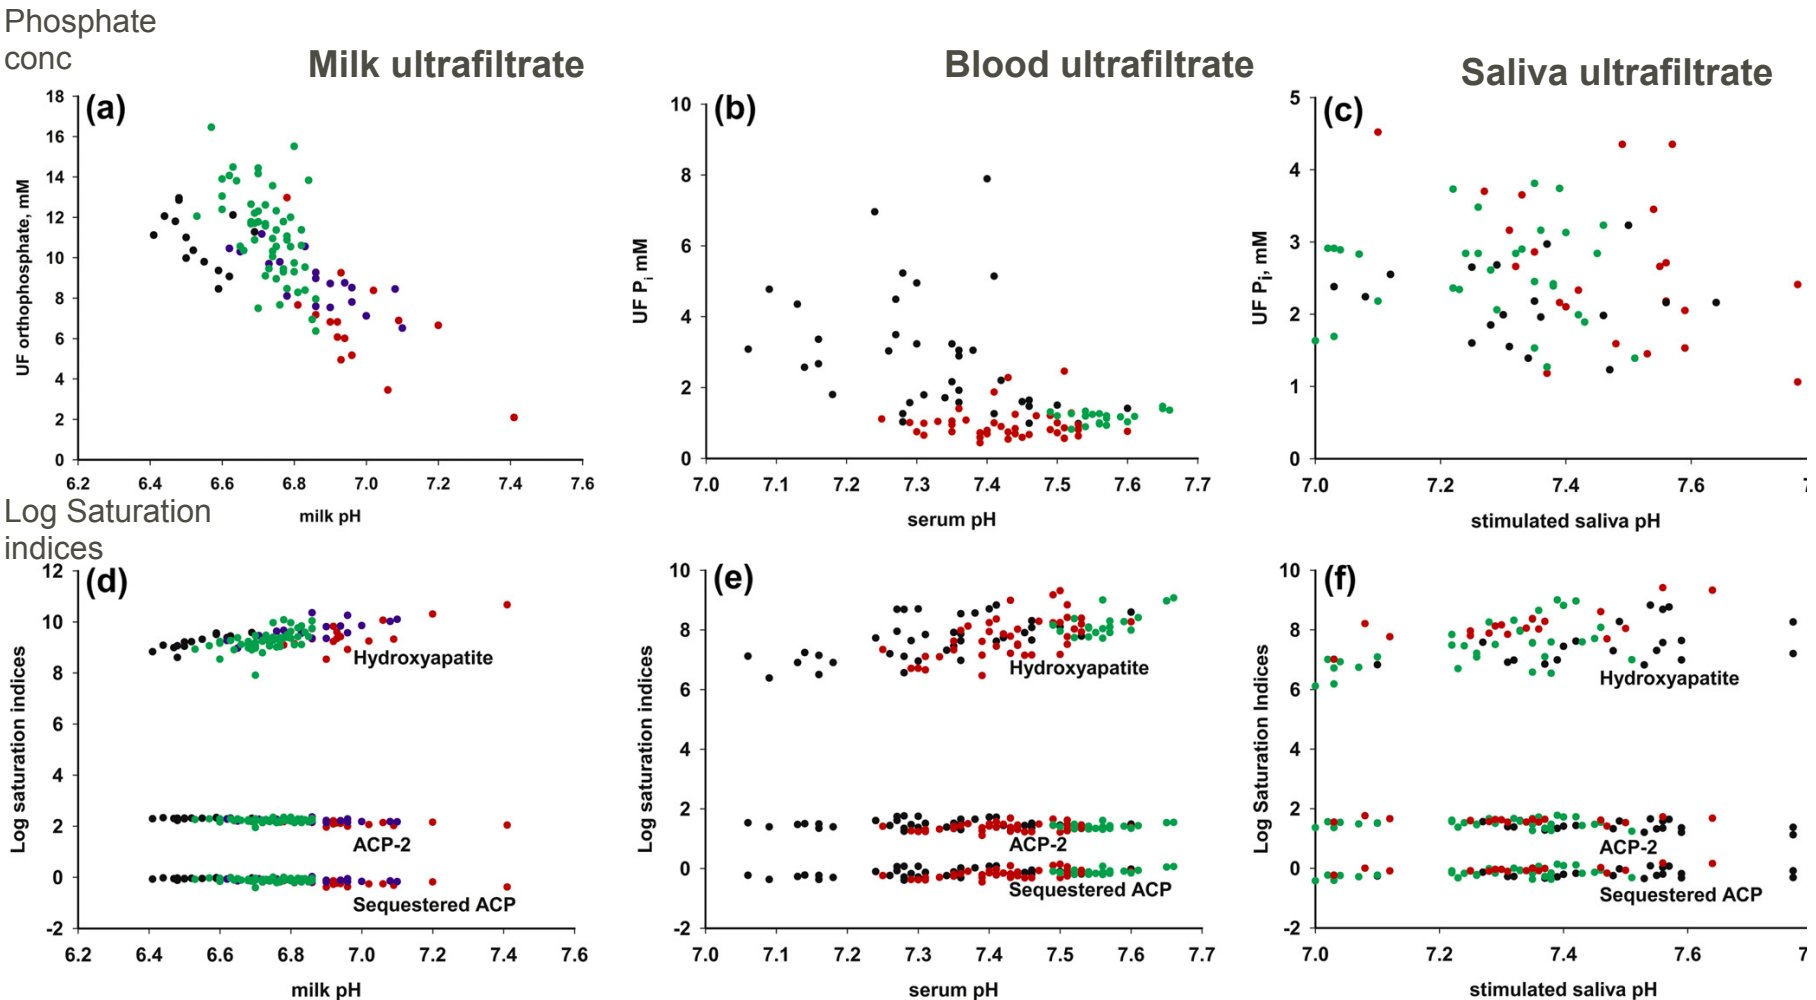 Phosphate
conc
Milk ultrafiltrate
Blood ultrafiltrate
Saliva ultrafiltrate
(a)
UF orthophosphate, mM
18
16
14
12
10
8
6
4
2
0
6.2 6.4 6.6 6.8 7.0 7.2 7.4 7.6
milk pH
(b)
UF Pi mM
10
8
6
4
2
0
7.0 7.1 7.2 7.3 7.4 7.5 7.6 7.7
serum pH
(c)
UF Pi, mM
5
4
3
2
1
0
7.0 7.2 7.4 7.6
stimulated saliva pH
Log Saturation
indices
(d)
Log saturation indices
12
10
8
6
4
2
0
-2
Hydroxyapatite
ACP-2
Sequestered ACP
6.2 6.4 6.6 6.8 7.0 7.2 7.4 7.6
milk pH
(e)
Log saturation indices
10
8
6
4
2
0
-2
Hydroxyapatite
ACP-2
Sequestered ACP
7.0 7.1 7.2 7.3 7.4 7.5 7.6 7.7
serum pH
(f)
Log Saturation Indices
10
8
6
4
2
0
-2
Hydroxyapatite
ACP-2
Sequestered ACP
7.0 7.2 7.4 7.6
stimulated saliva pH